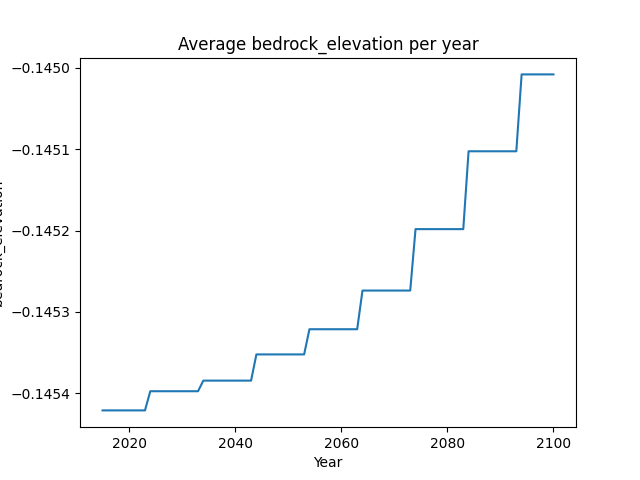 Average bedrock_elevation per year
−0.1450
−0.1451
−0.1452
−0.1453
−0.1454
bedrock_elevation
2020 2040 2060 2080 2100
Year